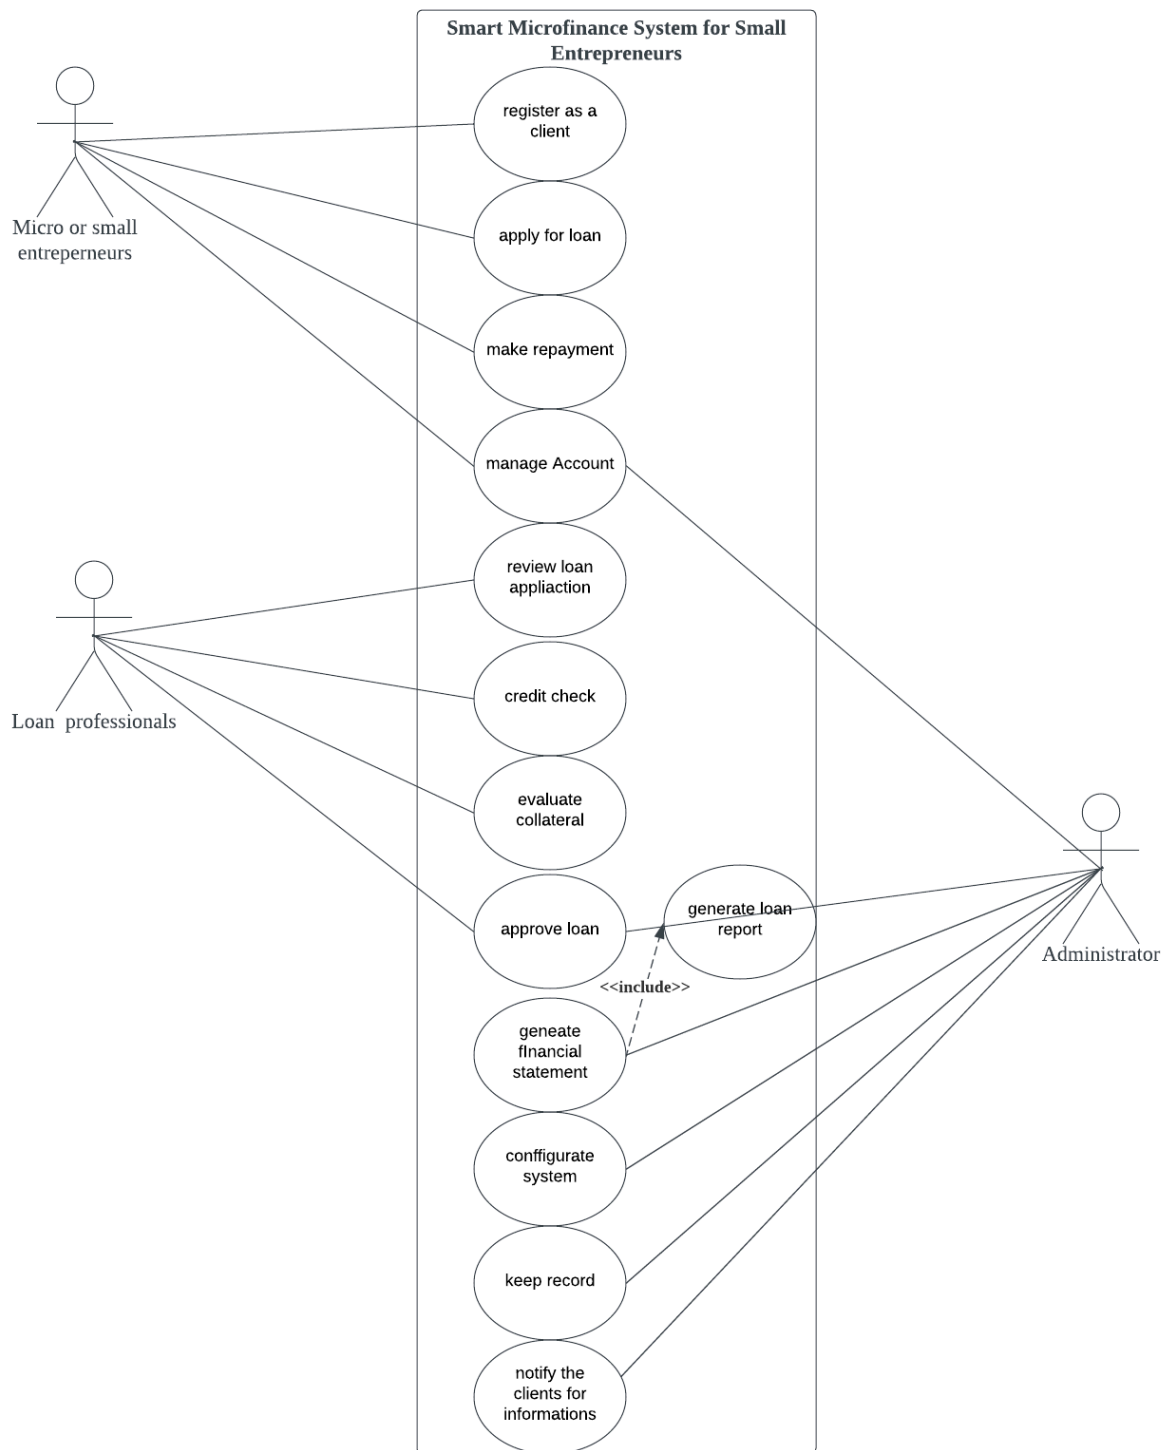 Smart Microfinance System for Small
Entrepreneurs
register as a
client
Micro or small
entreperneurs
apply for loan
make repayment
manage Account
review loan
appliaction
credit check
Loan professionals
evaluate
collateral
approve loan
generate loan
report
Administrator
<<include>>
geneate
fInancial
statement
conffigurate
system
keep record
notify the
clients for
informations